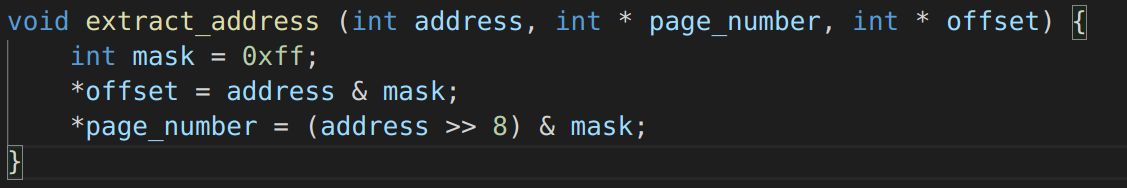 void extract_address (int address, int * page_number, int * offset) {
    int mask = 0xff;
    *offset = address & mask;
    *page_number = (address >> 8) & mask;
}